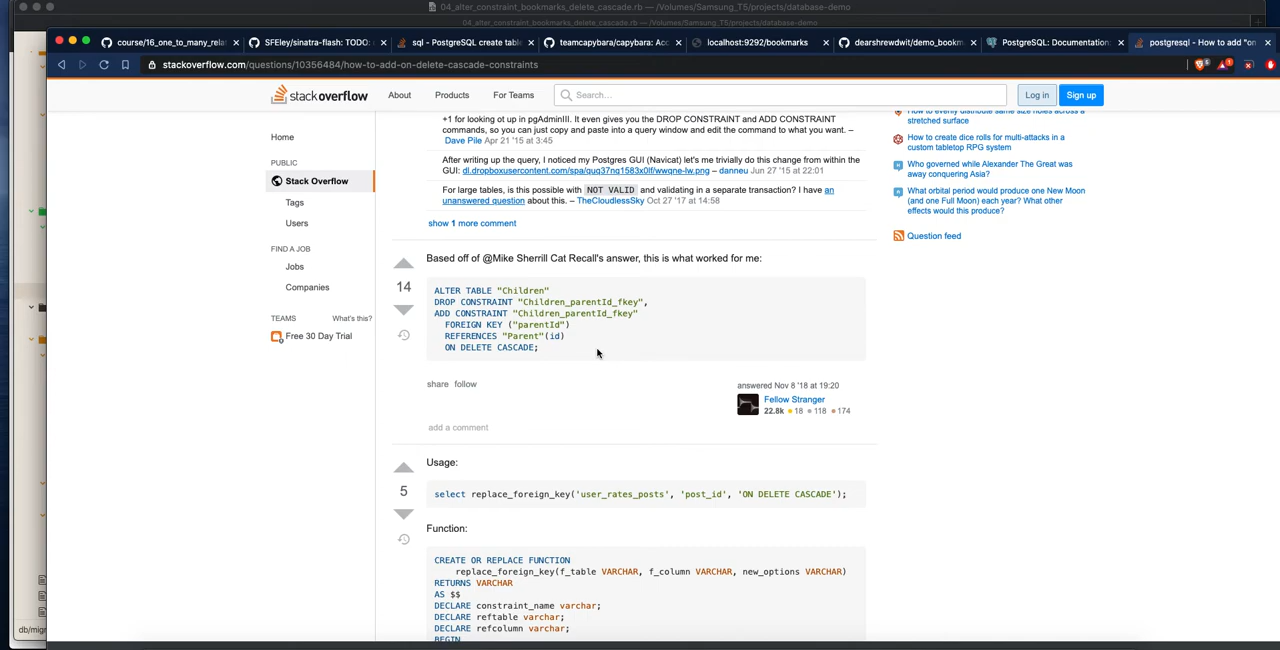 04_alter_constraint_bookmarks_delete_cascade.rb — /Volumes/Samsung_T5/projects/database-demo
04_alter_constraint_bookmarks_delete_cascade.rb — /Volumes/Samsung_T5/projects/database-demo
course/16_one_to_many_rela × SFEley/sinatra-flash: TODO: × sql - PostgreSQL create table × teamcapybara/capybara: Acc × localhost:9292/bookmarks × dearshrewdwit/demo_bookm × PostgreSQL: Documentation: × postgresql - How to add "on ×
stackoverflow.com/questions/10356484/how-to-add-on-delete-cascade-constraints
stackoverflow About Products For Teams Search... Log in Sign up
Home
PUBLIC
Stack Overflow
Tags
Users
FIND A JOB
Jobs
Companies
TEAMS What's this?
Free 30 Day Trial
+1 for looking ot up in pgAdminIII. It even gives you the DROP CONSTRAINT and ADD CONSTRAINT
commands, so you can just copy and paste into a query window and edit the command to what you want. –
Dave Pile Apr 21 '15 at 3:45
After writing up the query, I noticed my Postgres GUI (Navicat) let's me trivially do this change from within the
GUI: dl.dropboxusercontent.com/spa/quq37nq1583x0lf/wwqne-lw.png – danneu Jun 27 '15 at 22:01
For large tables, is this possible with NOT VALID and validating in a separate transaction? I have an
unanswered question about this. – TheCloudlessSky Oct 27 '17 at 14:58
show 1 more comment
14
Based off of @Mike Sherrill Cat Recall's answer, this is what worked for me:
ALTER TABLE "Children"
DROP CONSTRAINT "Children_parentId_fkey",
ADD CONSTRAINT "Children_parentId_fkey"
FOREIGN KEY ("parentId")
REFERENCES "Parent"(id)
ON DELETE CASCADE;
share follow
answered Nov 8 '18 at 19:20
Fellow Stranger
22.8k 18 118 174
add a comment
5
Usage:
select replace_foreign_key('user_rates_posts', 'post_id', 'ON DELETE CASCADE');
Function:
CREATE OR REPLACE FUNCTION
replace_foreign_key(f_table VARCHAR, f_column VARCHAR, new_options VARCHAR)
RETURNS VARCHAR
AS $$
DECLARE constraint_name varchar;
DECLARE reftable varchar;
DECLARE refcolumn varchar;
BEGIN
How to evenly distribute same size holes across a
stretched surface
How to create dice rolls for multi-attacks in a
custom tabletop RPG system
Who governed while Alexander The Great was
away conquering Asia?
What orbital period would produce one New Moon
(and one Full Moon) each year? What other
effects would this produce?
Question feed
db/mig